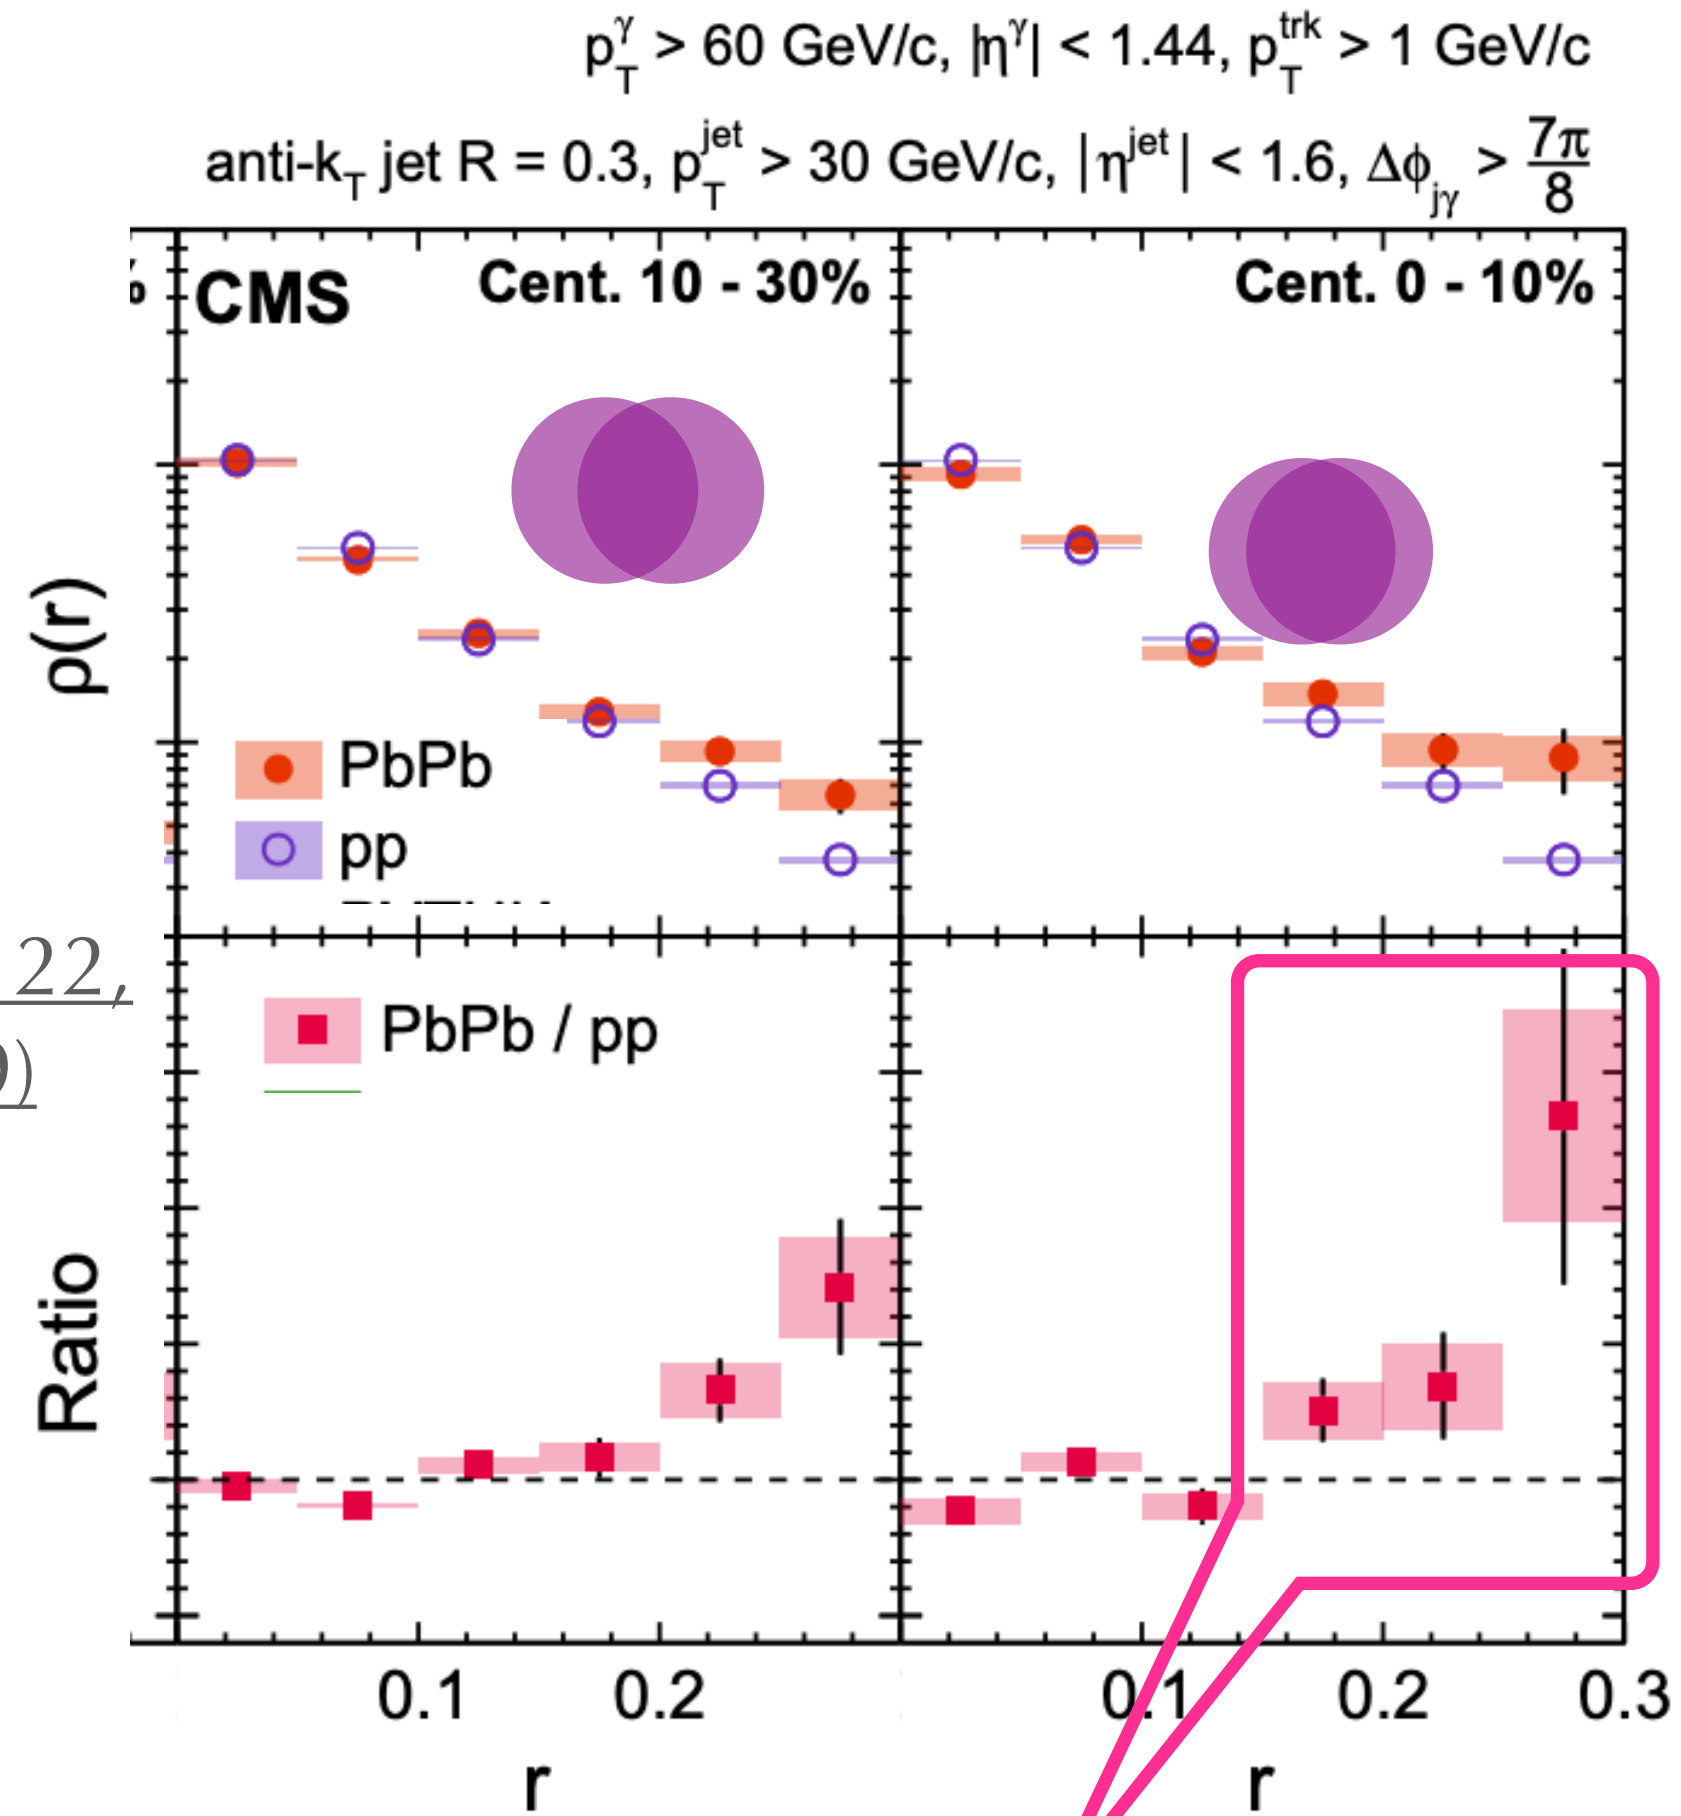 p_T^γ > 60 GeV/c, |η^γ| < 1.44, p_T^trk > 1 GeV/c
anti-k_T jet R = 0.3, p_T^jet > 30 GeV/c, |η^jet| < 1.6, Δϕ_jγ > 7π/8
% CMS Cent. 10 - 30% Cent. 0 - 10%
ρ(r)
PbPb
pp
22,
9)
PbPb / pp
Ratio
0.1 0.2 0.1 0.2 0.3
r r